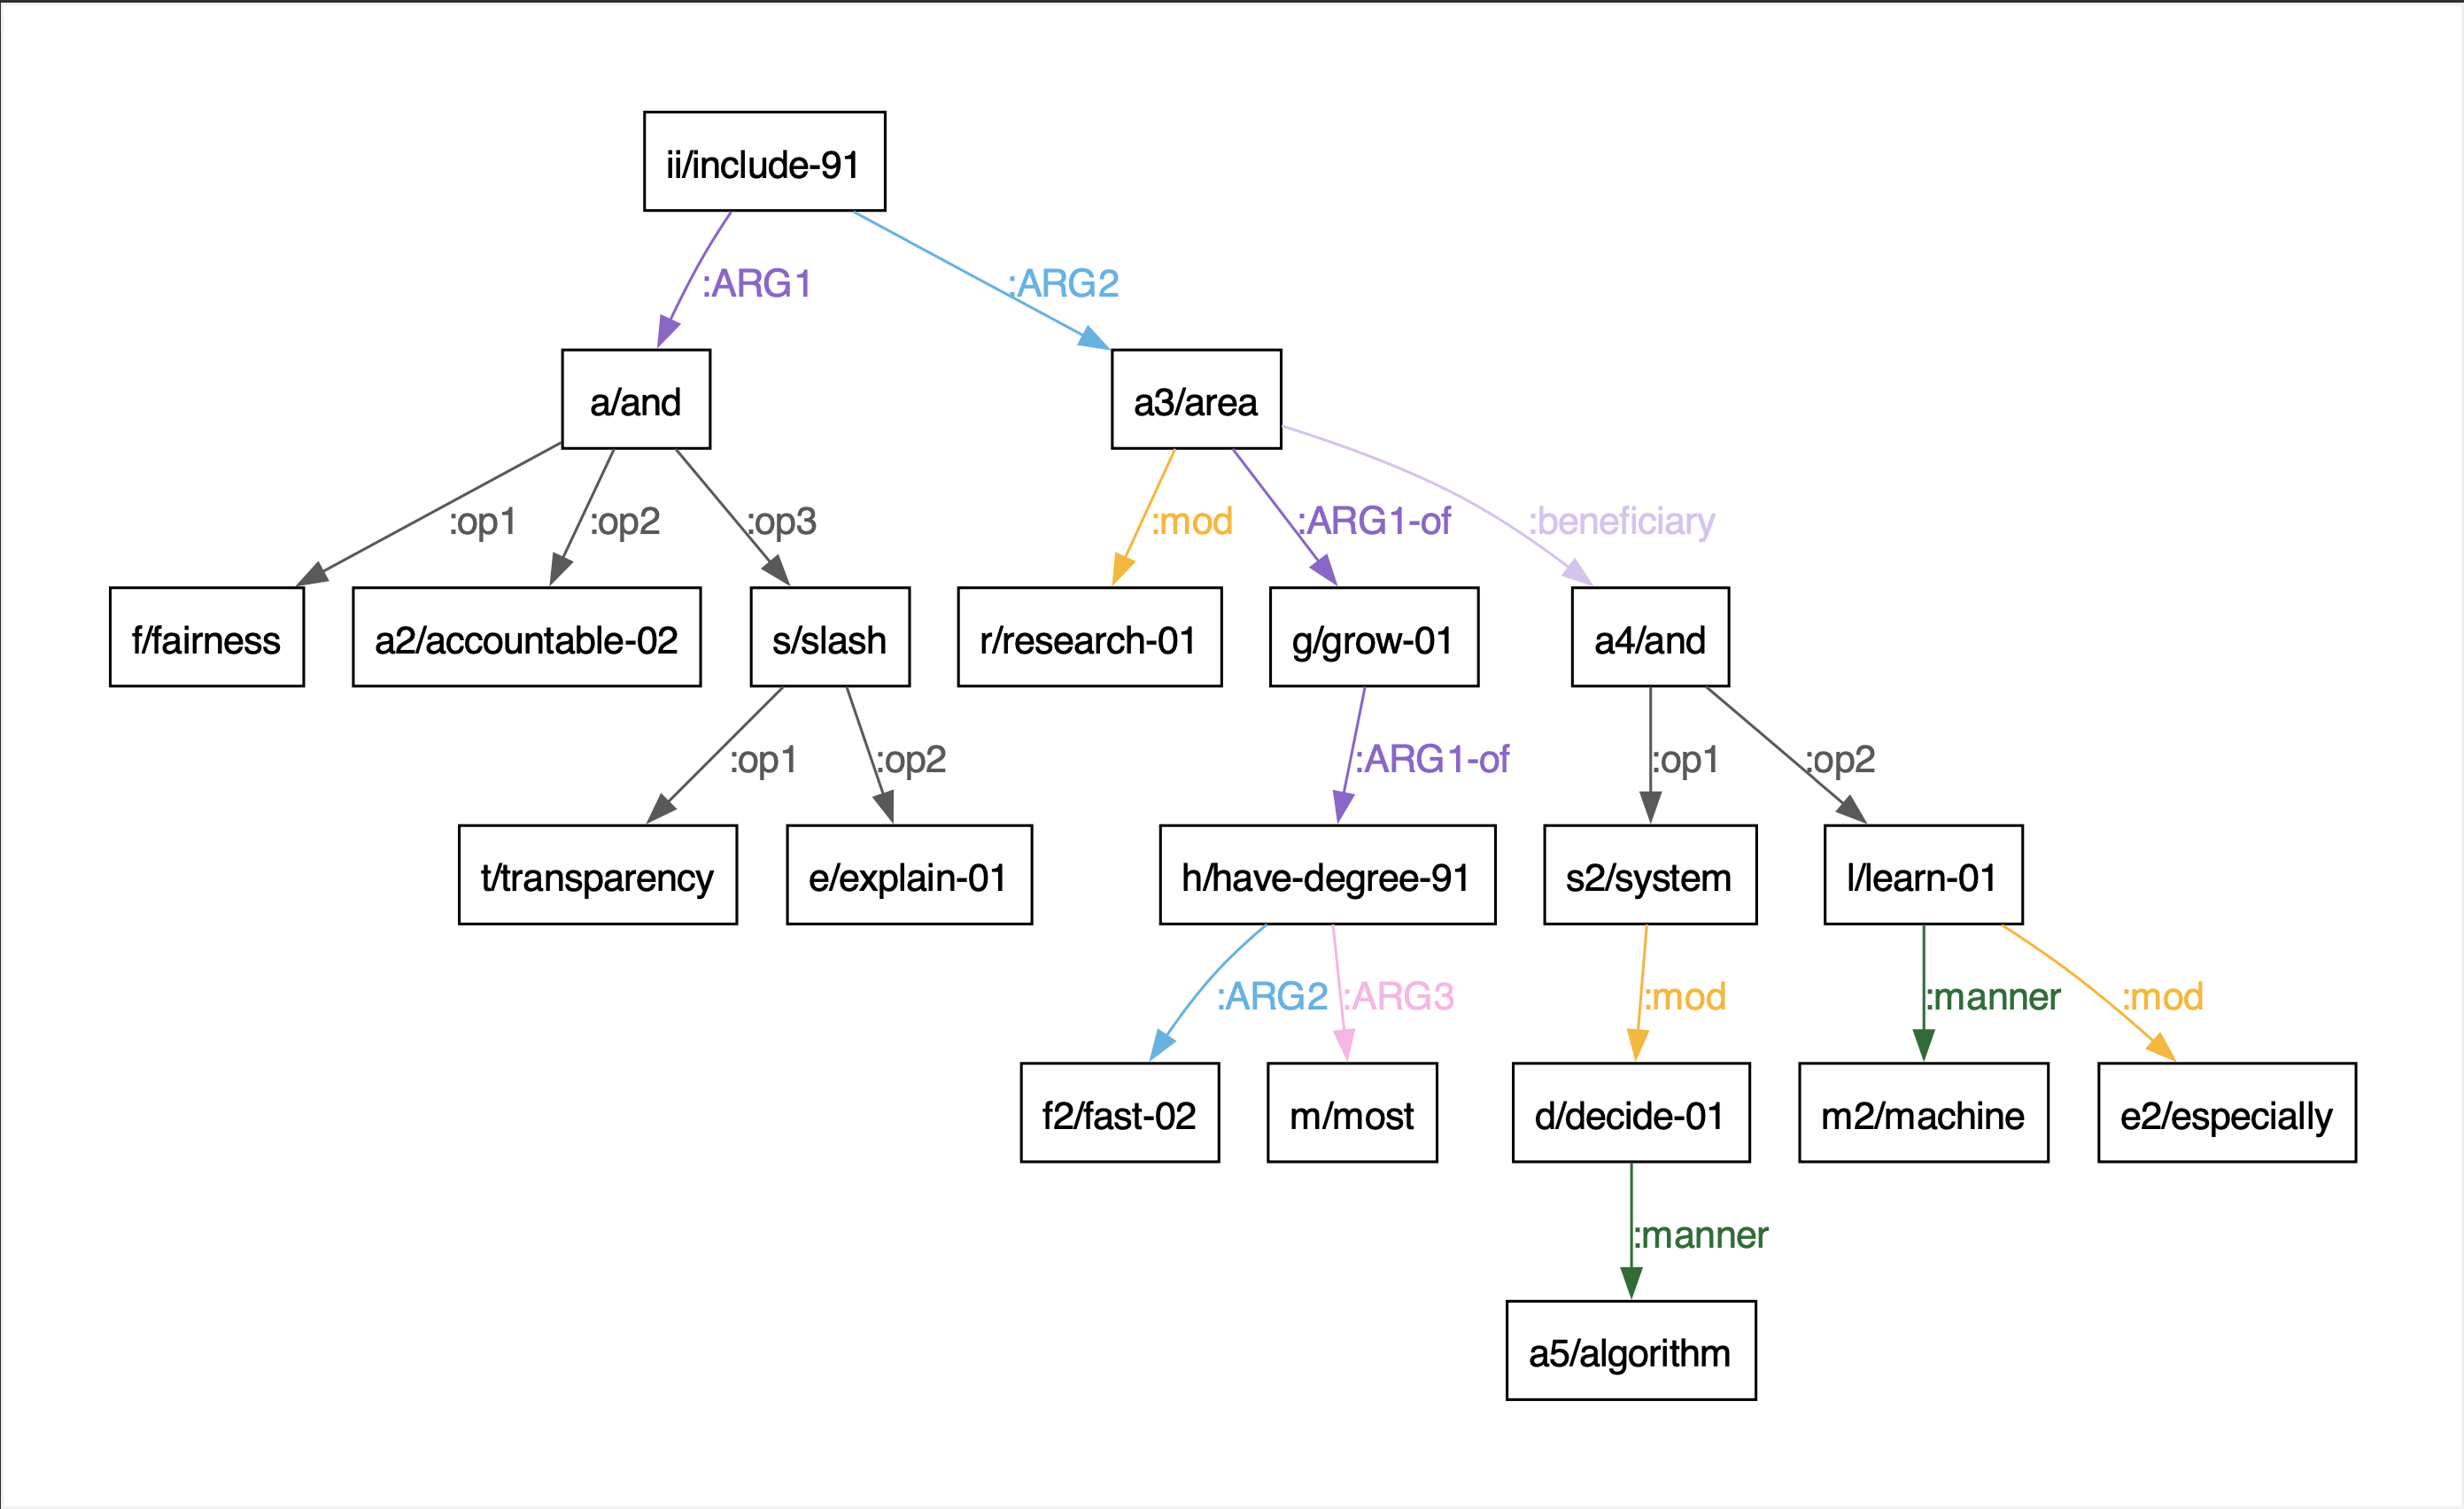 ii/include-91
:ARG1
:ARG2
a/and
a3/area
:op1
:op2
:op3
:mod
:ARG1-of
:beneficiary
f/fairness
a2/accountable-02
s/slash
r/research-01
g/grow-01
a4/and
:op1
:op2
:ARG1-of
:op1
:op2
t/transparency
e/explain-01
h/have-degree-91
s2/system
l/learn-01
:ARG2
:ARG3
:mod
:manner
:mod
f2/fast-02
m/most
d/decide-01
m2/machine
e2/especially
:manner
a5/algorithm